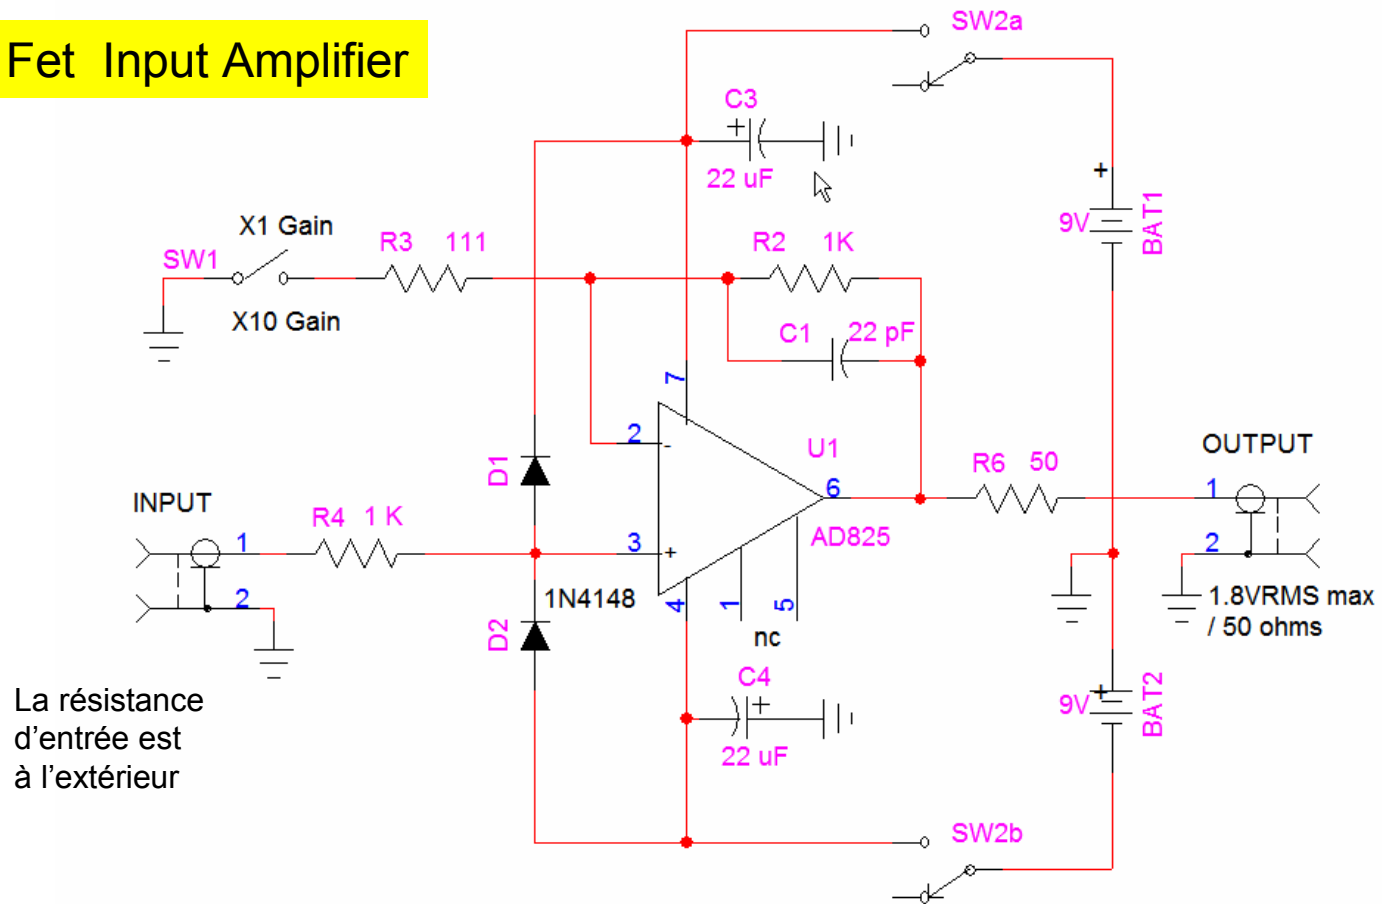 Fet Input Amplifier
SW2a
C3
+
22 uF
+
9V
BAT1
X1 Gain
SW1
R3 111
R2 1K
X10 Gain
C1 22 pF
7
2
-
U1
OUTPUT
D1
6
R6 50
1
INPUT
R4 1 K
AD825
1
3
+
2
2
1N4148
4
1
5
1.8VRMS max
/ 50 ohms
D2
nc
C4
+
22 uF
9V
+
BAT2
La résistance
d'entrée est
à l'extérieur
SW2b